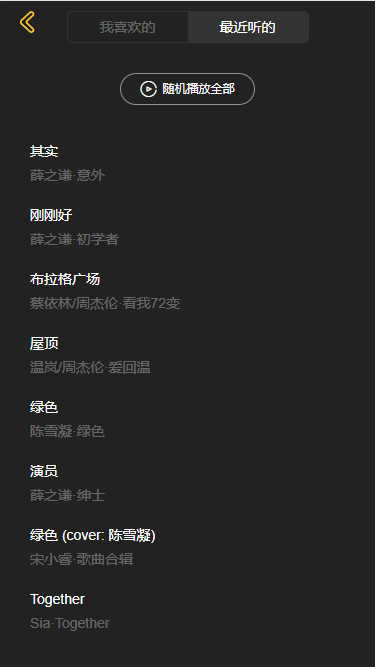 我喜欢的
最近听的
随机播放全部
其实
薛之谦·意外
刚刚好
薛之谦·初学者
布拉格广场
蔡依林/周杰伦·看我72变
屋顶
温岚/周杰伦·爱回温
绿色
陈雪凝·绿色
演员
薛之谦·绅士
绿色 (cover: 陈雪凝)
宋小睿·歌曲合辑
Together
Sia·Together